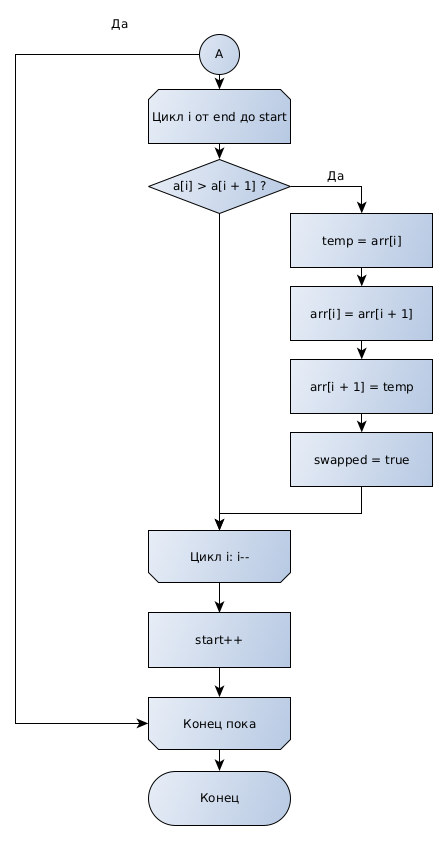 Да
A
Цикл i от end до start
a[i] > a[i + 1] ?
Да
temp = arr[i]
arr[i] = arr[i + 1]
arr[i + 1] = temp
swapped = true
Цикл i: i--
start++
Конец пока
Конец